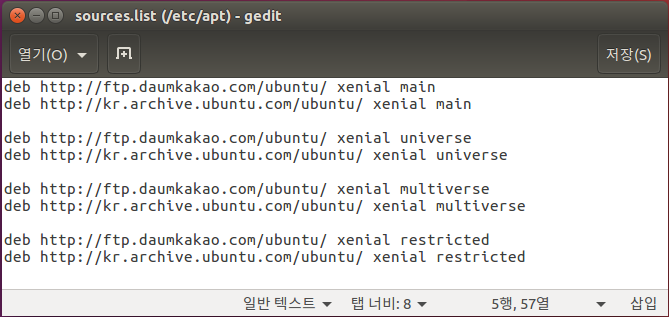 sources.list (/etc/apt) - gedit
열기(O) 저장(S)
deb http://ftp.daumkakao.com/ubuntu/ xenial main
deb http://kr.archive.ubuntu.com/ubuntu/ xenial main
deb http://ftp.daumkakao.com/ubuntu/ xenial universe
deb http://kr.archive.ubuntu.com/ubuntu/ xenial universe
deb http://ftp.daumkakao.com/ubuntu/ xenial multiverse
deb http://kr.archive.ubuntu.com/ubuntu/ xenial multiverse
deb http://ftp.daumkakao.com/ubuntu/ xenial restricted
deb http://kr.archive.ubuntu.com/ubuntu/ xenial restricted
일반 텍스트 탭 너비: 8 5행, 57열 삽입